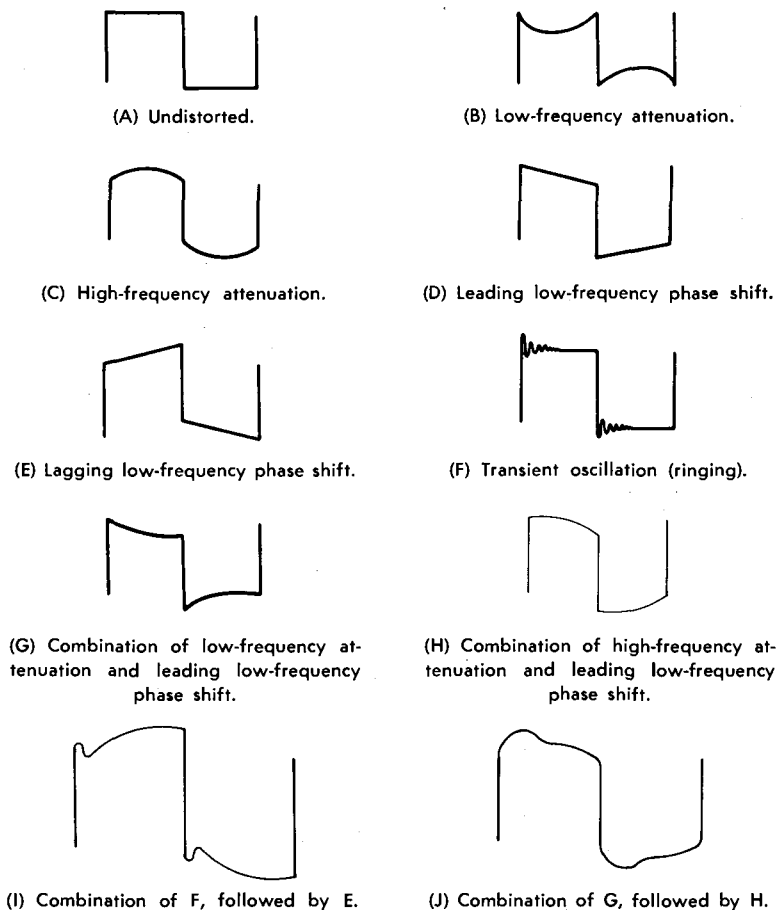 (A) Undistorted.
(B) Low-frequency attenuation.
(C) High-frequency attenuation.
(D) Leading low-frequency phase shift.
(E) Lagging low-frequency phase shift.
(F) Transient oscillation (ringing).
(G) Combination of low-frequency at-
tenuation and leading low-frequency
phase shift.
(H) Combination of high-frequency at-
tenuation and leading low-frequency
phase shift.
(I) Combination of F, followed by E.
(J) Combination of G, followed by H.